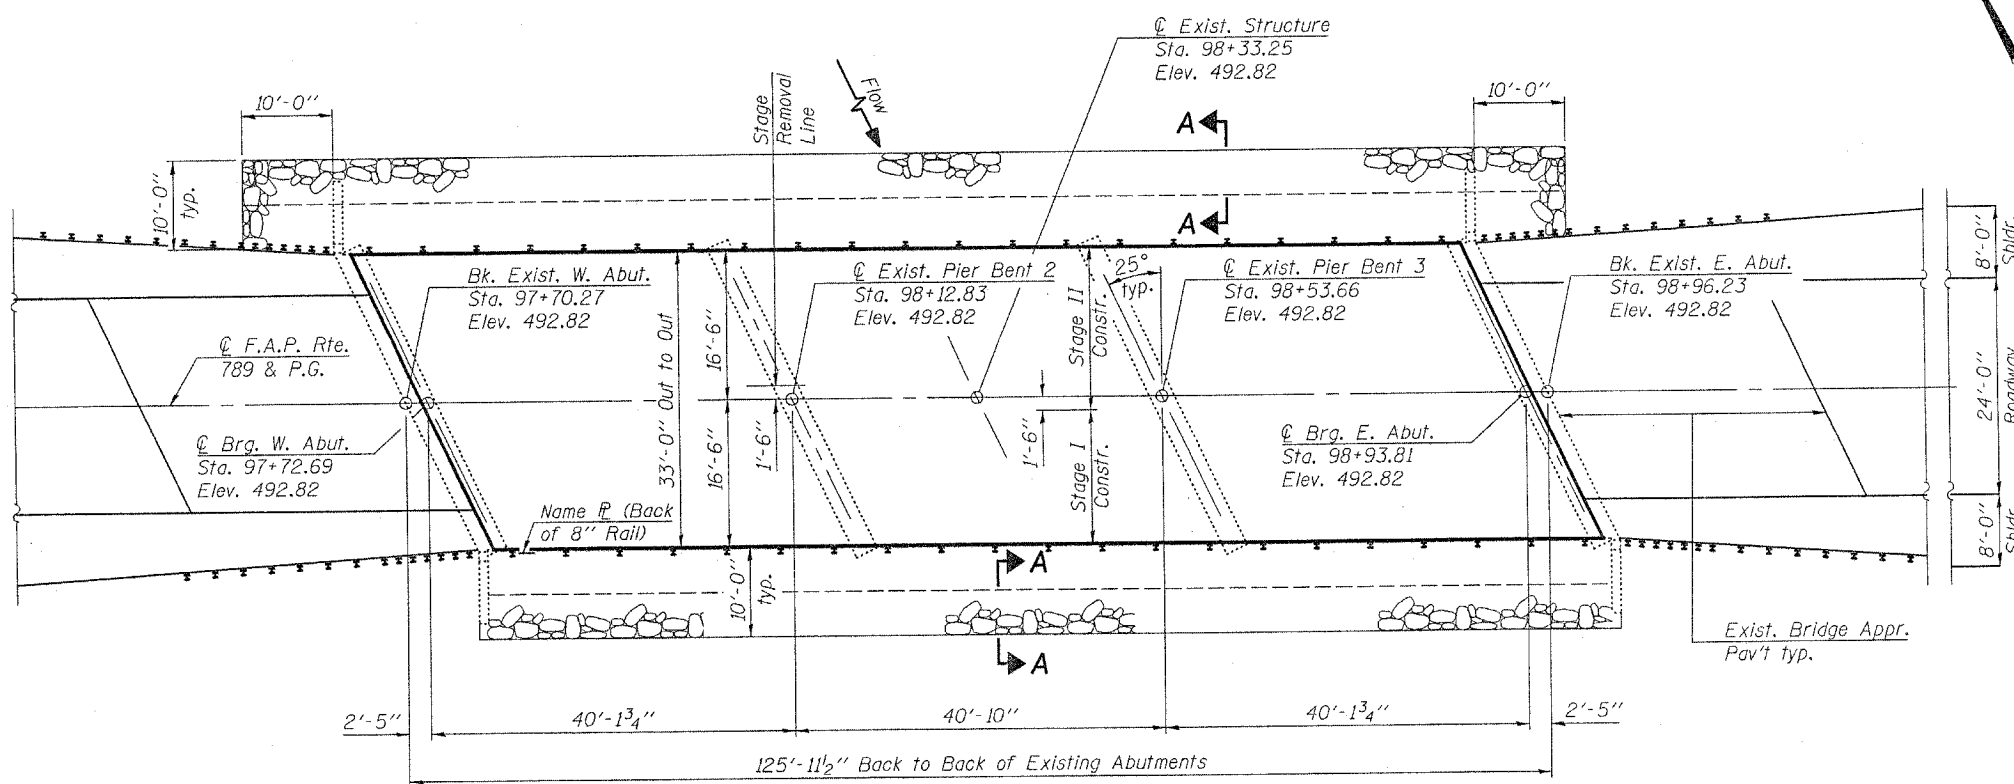 ℄ Exist. Structure
Sta. 98+33.25
Elev. 492.82
10'-0"
Stage
Removal
Line
Flow
A
10'-0"
10'-0"
typ.
A
8'-0"
Shldr.
Bk. Exist. W. Abut.
Sta. 97+70.27
Elev. 492.82
℄ Exist. Pier Bent 2
Sta. 98+12.83
Elev. 492.82
25°
typ.
℄ Exist. Pier Bent 3
Sta. 98+53.66
Elev. 492.82
Bk. Exist. E. Abut.
Sta. 98+96.23
Elev. 492.82
℄ F.A.P. Rte.
789 & P.G.
33'-0" Out to Out
16'-6"
16'-6"
1'-6"
1'-6"
Stage II
Constr.
Stage I
Constr.
24'-0"
Roadway
℄ Brg. W. Abut.
Sta. 97+72.69
Elev. 492.82
℄ Brg. E. Abut.
Sta. 98+93.81
Elev. 492.82
Name ⅊ (Back
of 8" Rail)
8'-0"
Shldr.
A
10'-0"
typ.
A
Exist. Bridge Appr.
Pav't typ.
2'-5"
40'-1¾"
40'-10"
40'-1¾"
2'-5"
125'-11½" Back to Back of Existing Abutments